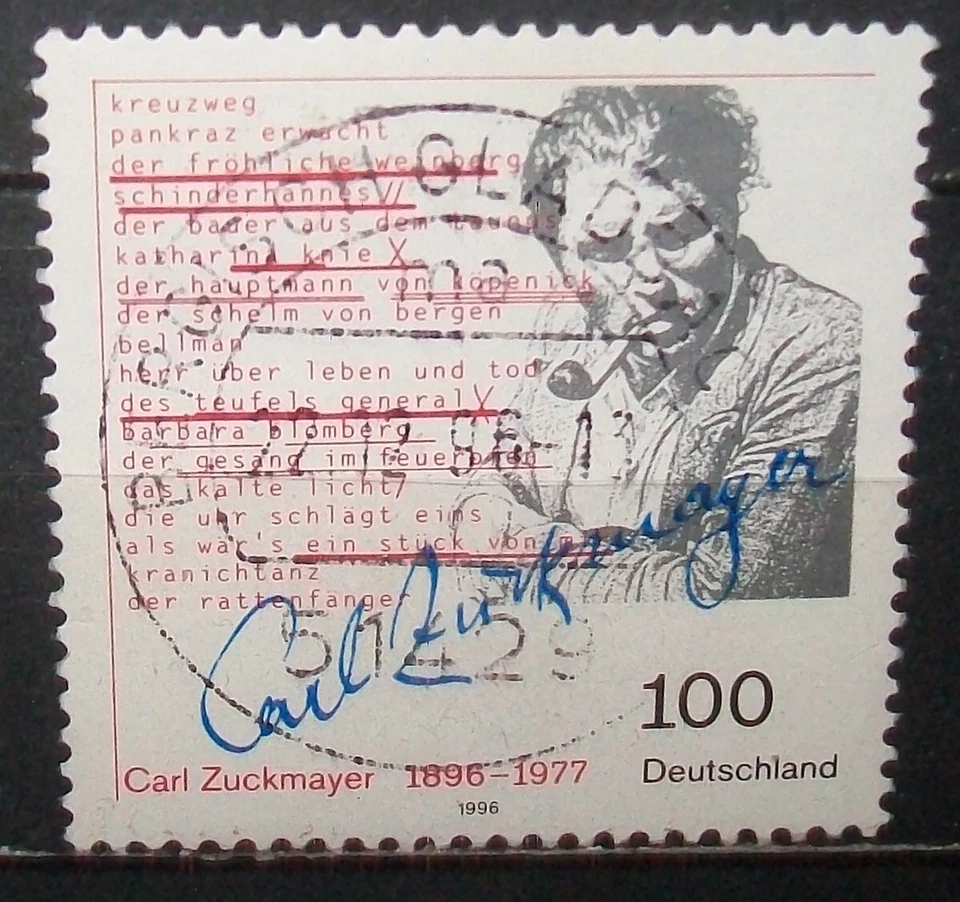 kreuzweg
pankraz erwacht
der fröhliche weinberg
schinderhannes
der bauer aus dem taunus
katharina knie
der hauptmann von köpenick
der schelm von bergen
bellman
herr über leben und tod
des teufels general
barbara blomberg
der gesang im feuerofen
das kalte licht
die uhr schlägt eins
als wär's ein stück von m
kranichtanz
der rattenfänger
Carl Zuckmayer
51429
100
Carl Zuckmayer 1896–1977 Deutschland
1996